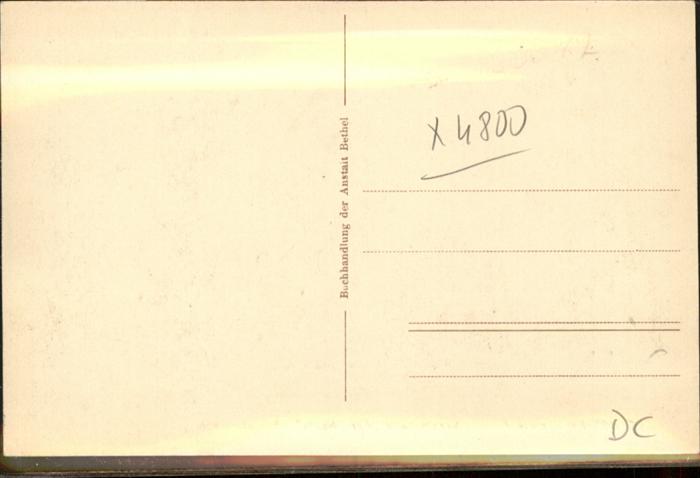 Buchhandlung der Anstalt Bethel
X 4800
DC